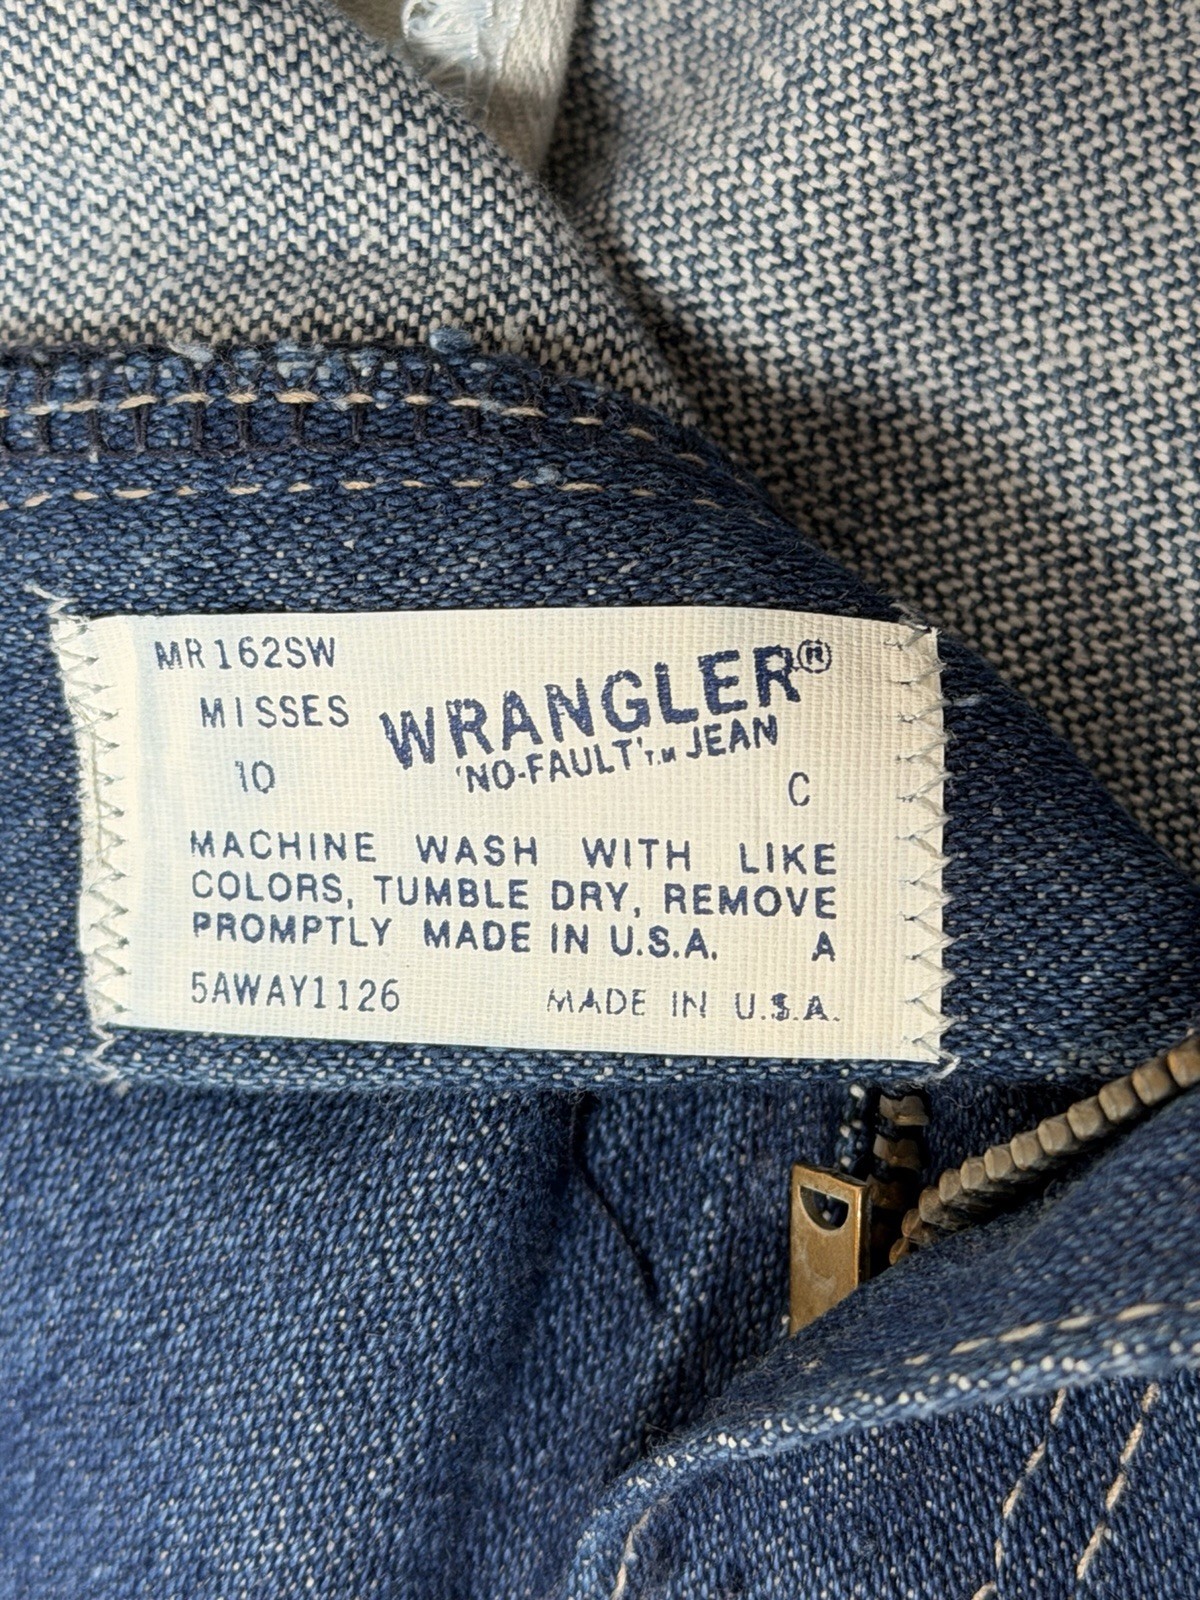 MR162SW
MISSES
10
WRANGLER®
'NO-FAULT'T.M JEAN
C
MACHINE WASH WITH LIKE
COLORS, TUMBLE DRY, REMOVE
PROMPTLY MADE IN U.S.A. A
5AWAY1126 MADE IN U.S.A.